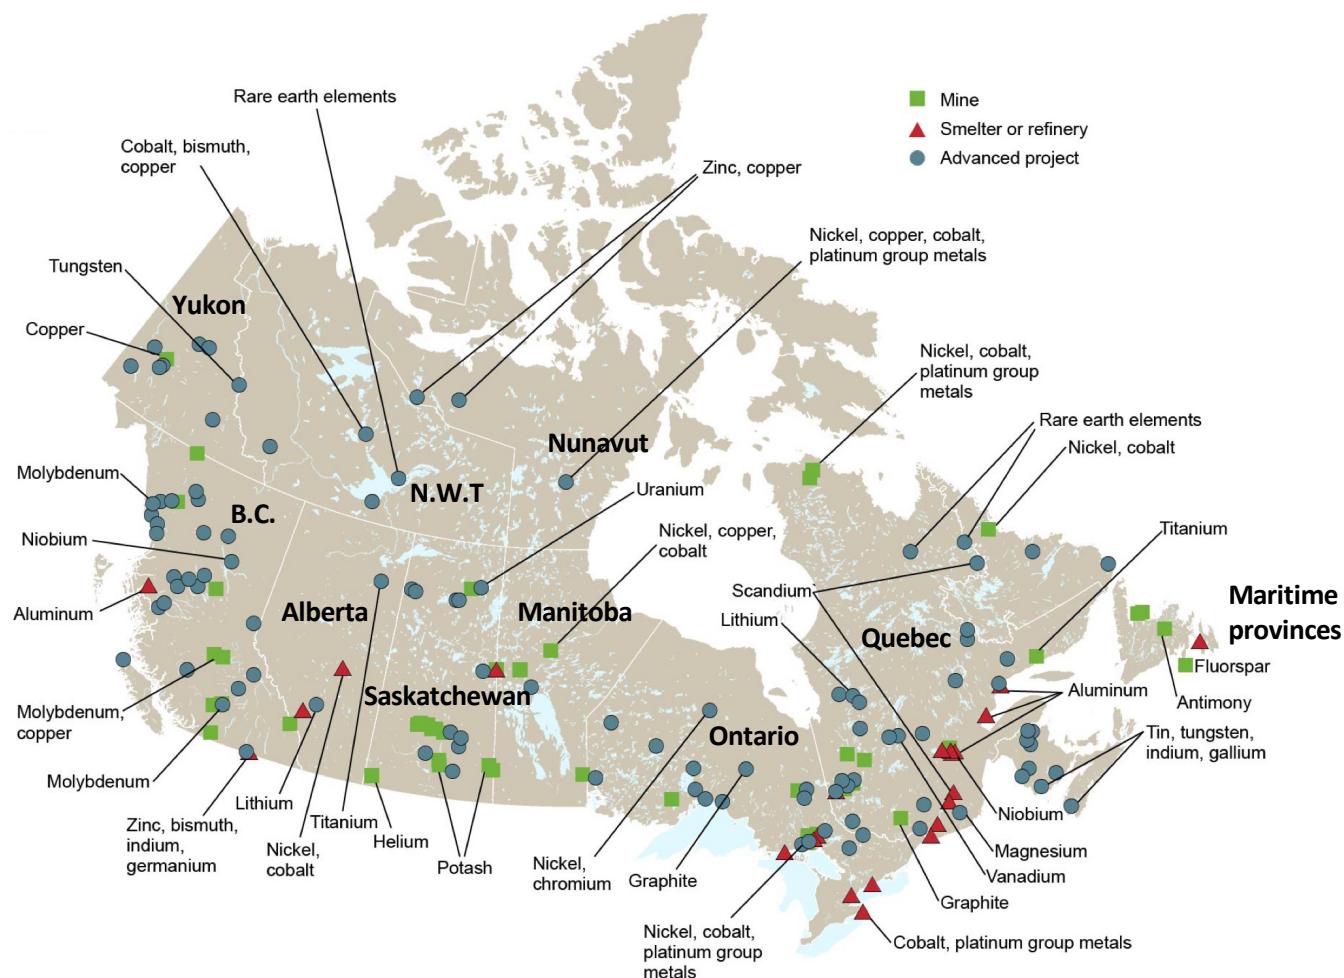 Rare earth elements
Mine
Smelter or refinery
Advanced project
Cobalt, bismuth,
copper
Zinc, copper
Nickel, copper, cobalt,
platinum group metals
Tungsten
Yukon
Copper
Nickel, cobalt,
platinum group
metals
Rare earth elements
Nickel, cobalt
Nunavut
Molybdenum
N.W.T
Uranium
B.C.
Nickel, copper,
cobalt
Titanium
Niobium
Scandium
Aluminum
Alberta
Manitoba
Lithium
Quebec
Maritime
provinces
Fluorspar
Saskatchewan
Aluminum
Antimony
Molybdenum,
copper
Ontario
Tin, tungsten,
indium, gallium
Molybdenum
Lithium
Titanium
Helium
Zinc, bismuth,
indium,
germanium
Nickel,
cobalt
Potash
Nickel,
chromium
Graphite
Niobium
Magnesium
Vanadium
Graphite
Nickel, cobalt,
platinum group
metals
Cobalt, platinum group metals